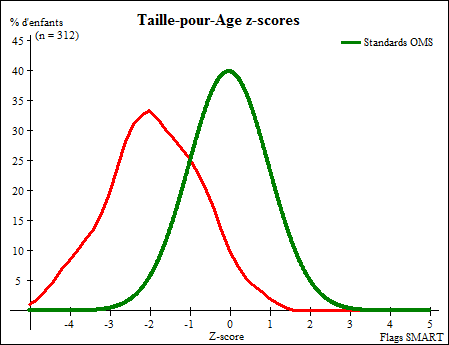 Taille-pour-Age z-scores
% d'enfants
(n = 312)
Standards OMS
45
40
35
30
25
20
15
10
5
-4 -3 -2 -1 0 1 2 3 4 5
Z-score
Flags SMART